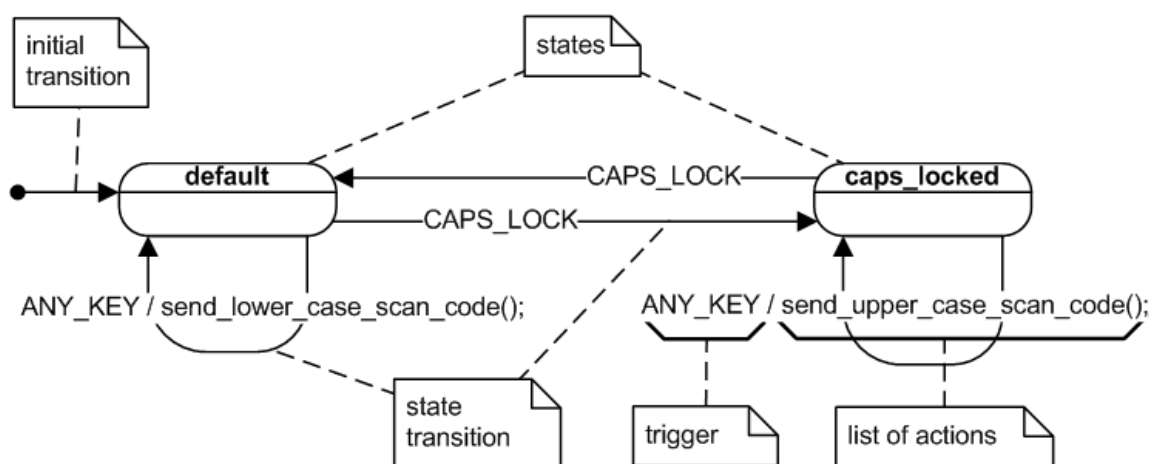 initial
transition
states
default
CAPS_LOCK
caps_locked
CAPS_LOCK
ANY_KEY / send_lower_case_scan_code();
ANY_KEY / send_upper_case_scan_code();
state
transition
trigger
list of actions